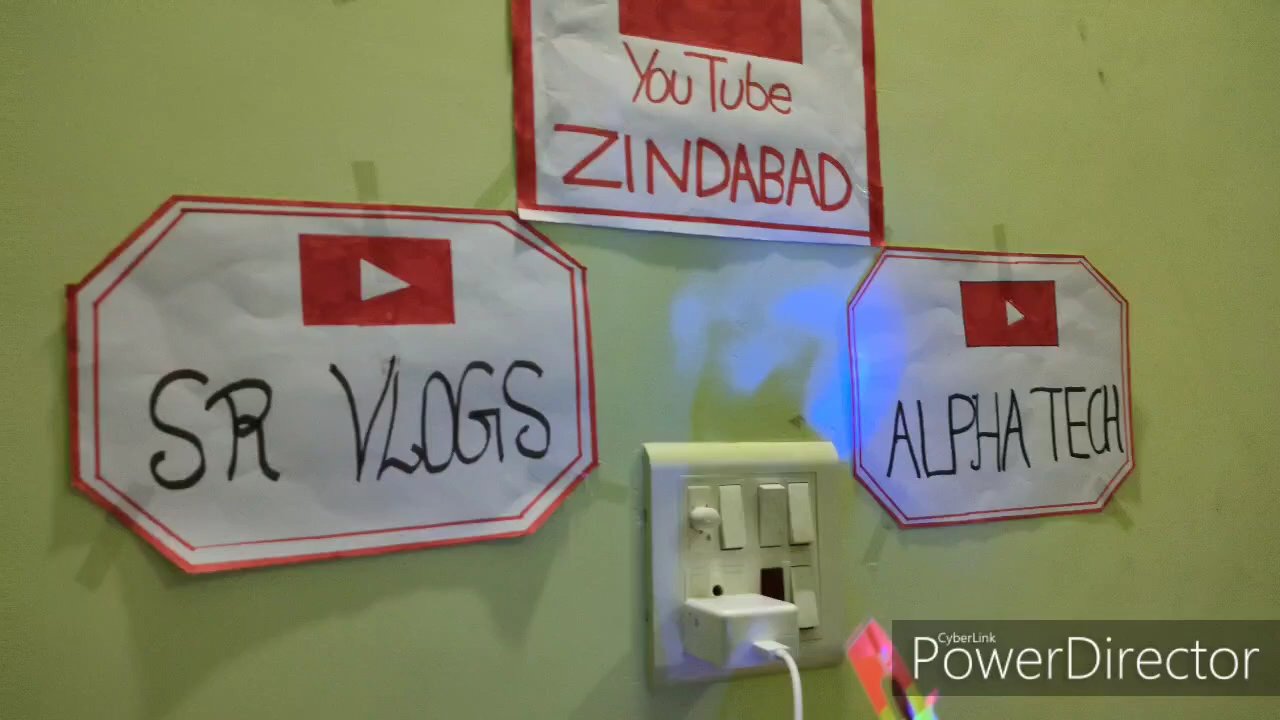 YouTube
ZINDABAD
SR VLOGS
ALPHA TECH
CyberLink
PowerDirector